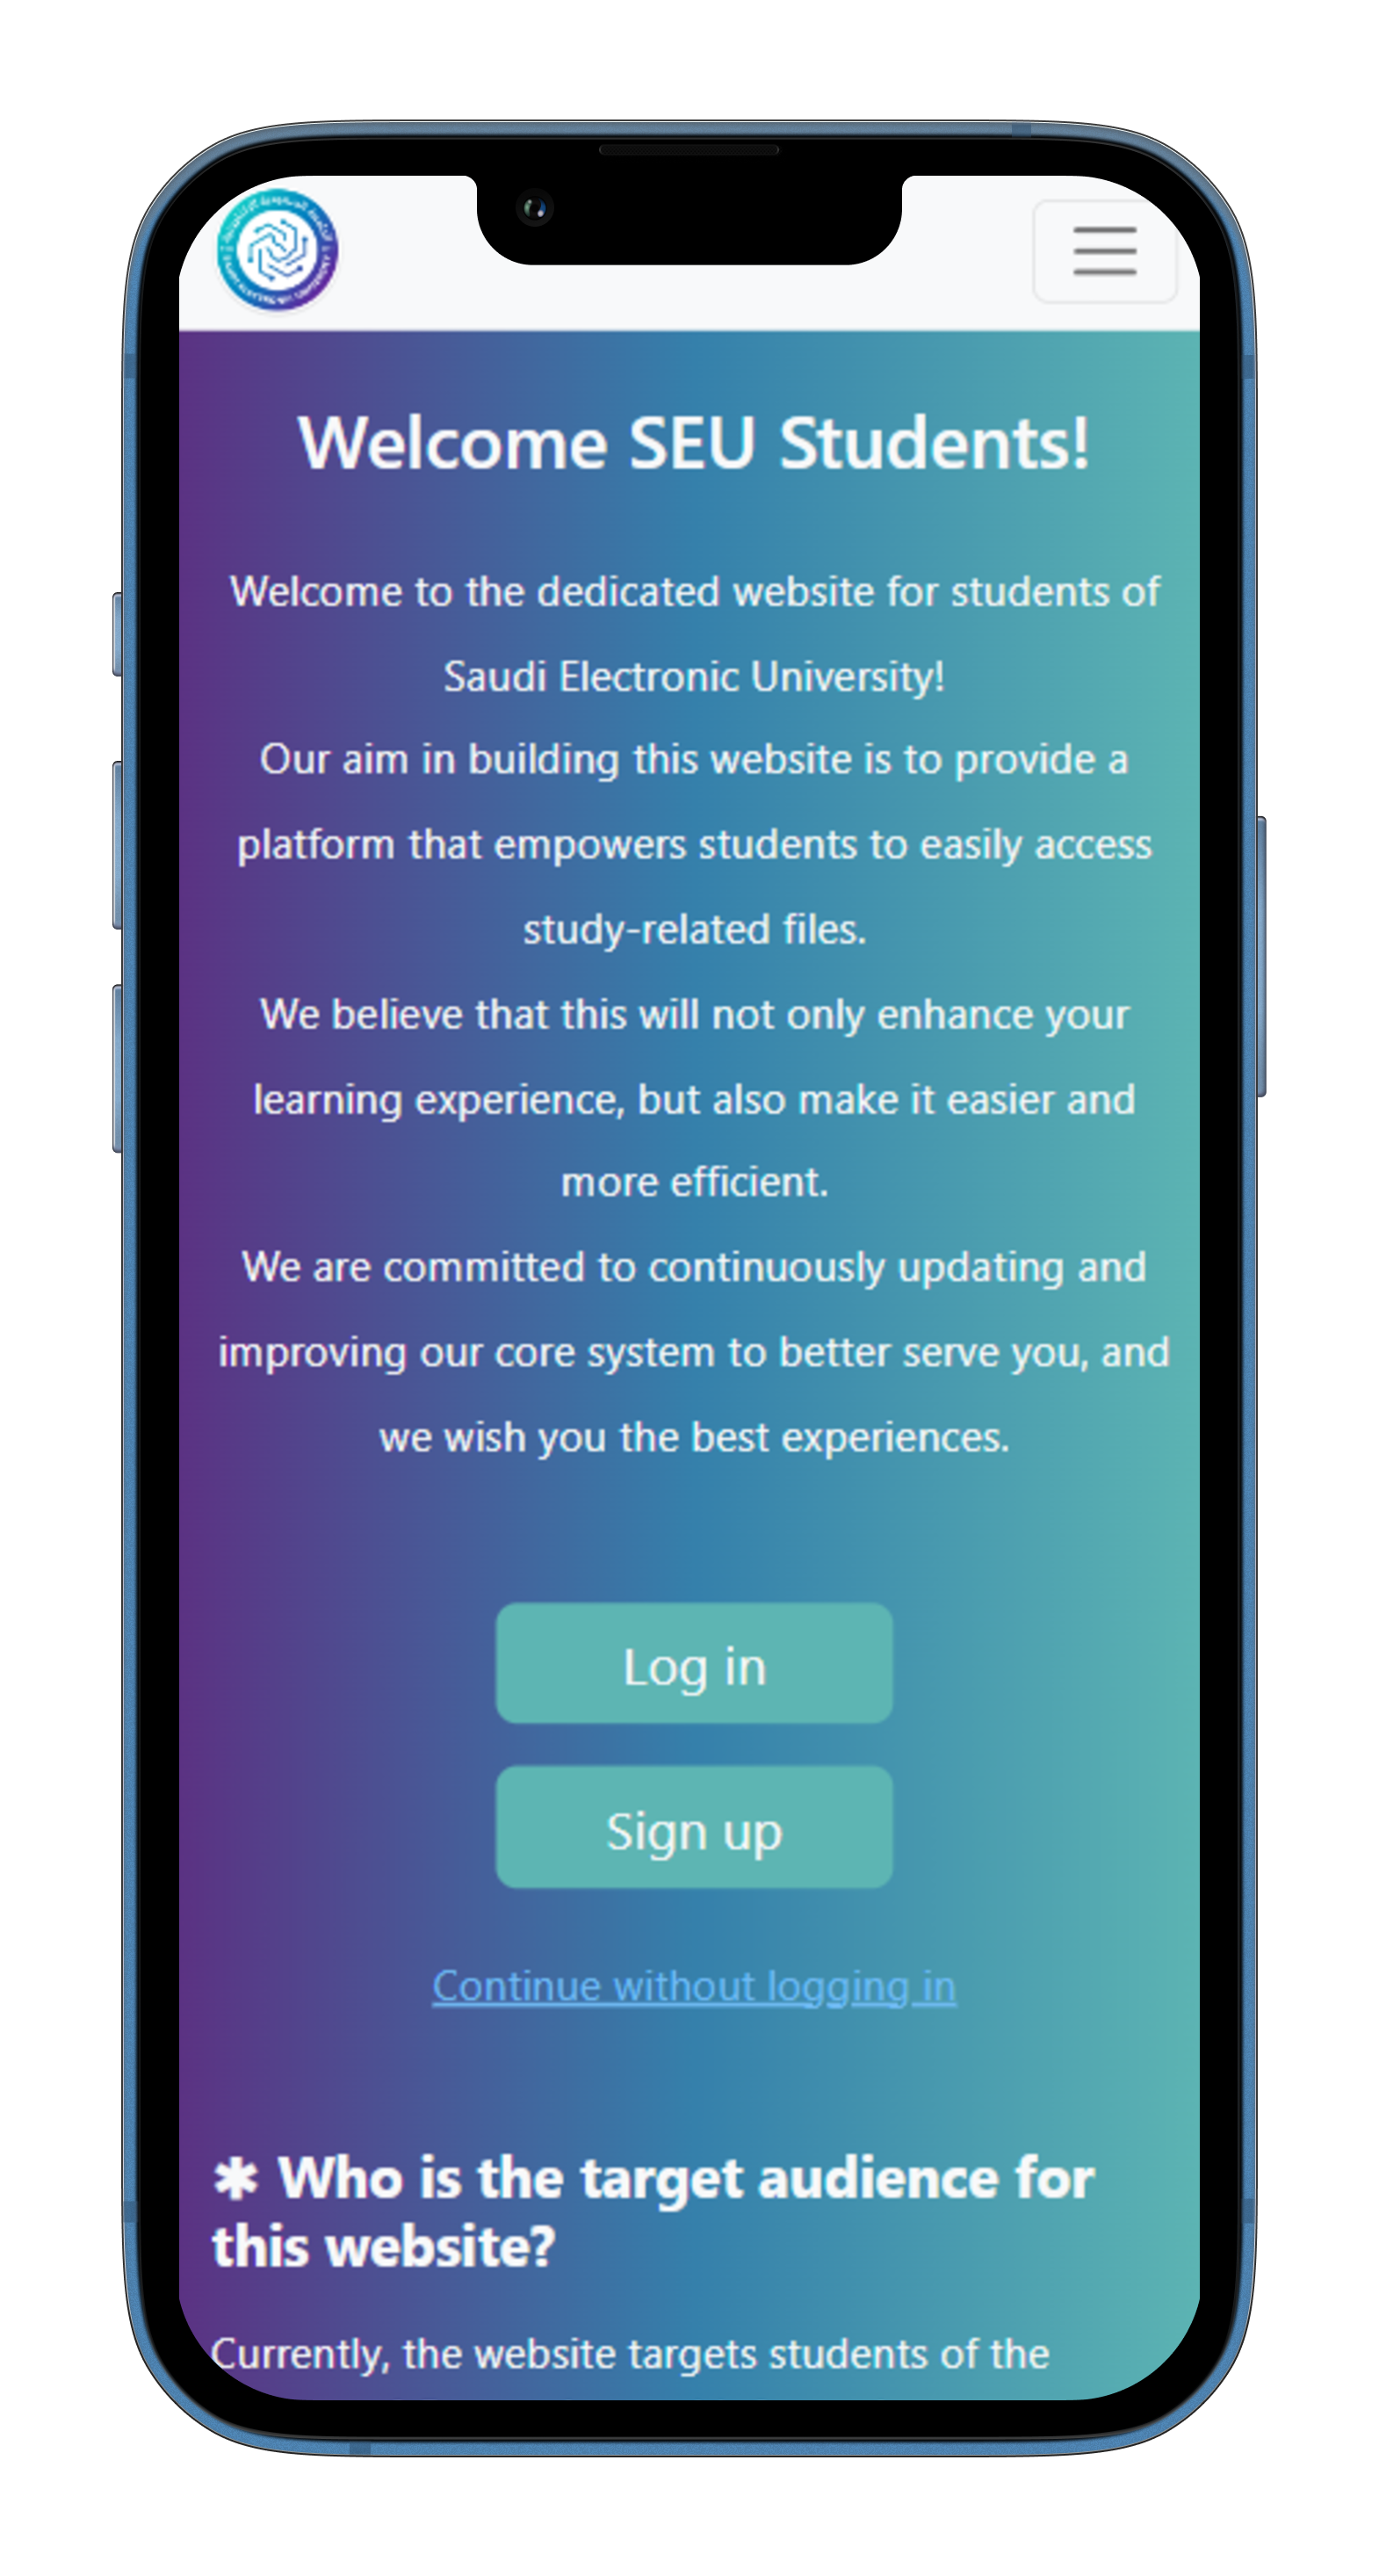 Welcome SEU Students!
Welcome to the dedicated website for students of
Saudi Electronic University!
Our aim in building this website is to provide a
platform that empowers students to easily access
study-related files.
We believe that this will not only enhance your
learning experience, but also make it easier and
more efficient.
We are committed to continuously updating and
improving our core system to better serve you, and
we wish you the best experiences.
Log in
Sign up
Continue without logging in
✱ Who is the target audience for
this website?
Currently, the website targets students of the